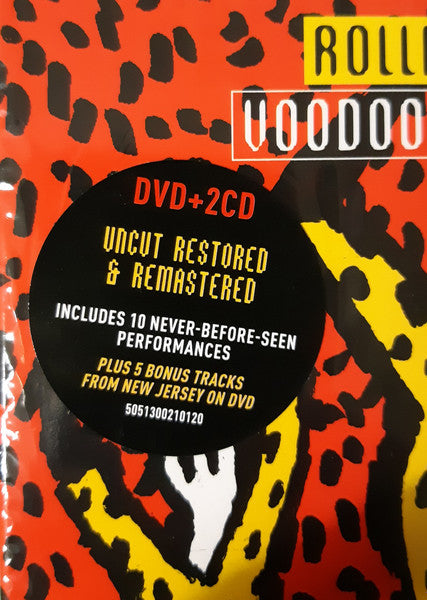 ROLLI
VOODOO
DVD+2CD
UNCUT RESTORED
& REMASTERED
INCLUDES 10 NEVER-BEFORE-SEEN
PERFORMANCES
PLUS 5 BONUS TRACKS
FROM NEW JERSEY ON DVD
5051300210120